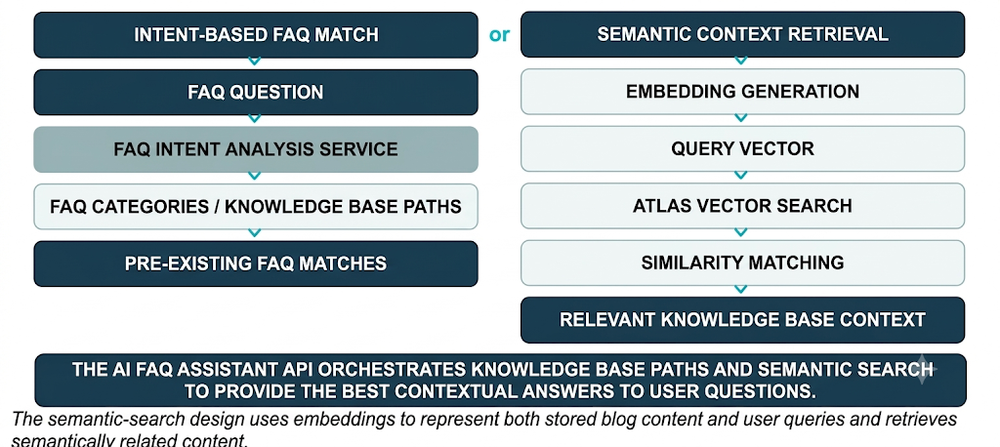 INTENT-BASED FAQ MATCH
or
SEMANTIC CONTEXT RETRIEVAL
FAQ QUESTION
FAQ INTENT ANALYSIS SERVICE
FAQ CATEGORIES / KNOWLEDGE BASE PATHS
PRE-EXISTING FAQ MATCHES
EMBEDDING GENERATION
QUERY VECTOR
ATLAS VECTOR SEARCH
SIMILARITY MATCHING
RELEVANT KNOWLEDGE BASE CONTEXT
THE AI FAQ ASSISTANT API ORCHESTRATES KNOWLEDGE BASE PATHS AND SEMANTIC SEARCH
TO PROVIDE THE BEST CONTEXTUAL ANSWERS TO USER QUESTIONS.
The semantic-search design uses embeddings to represent both stored blog content and user queries and retrieves
semantically related content.